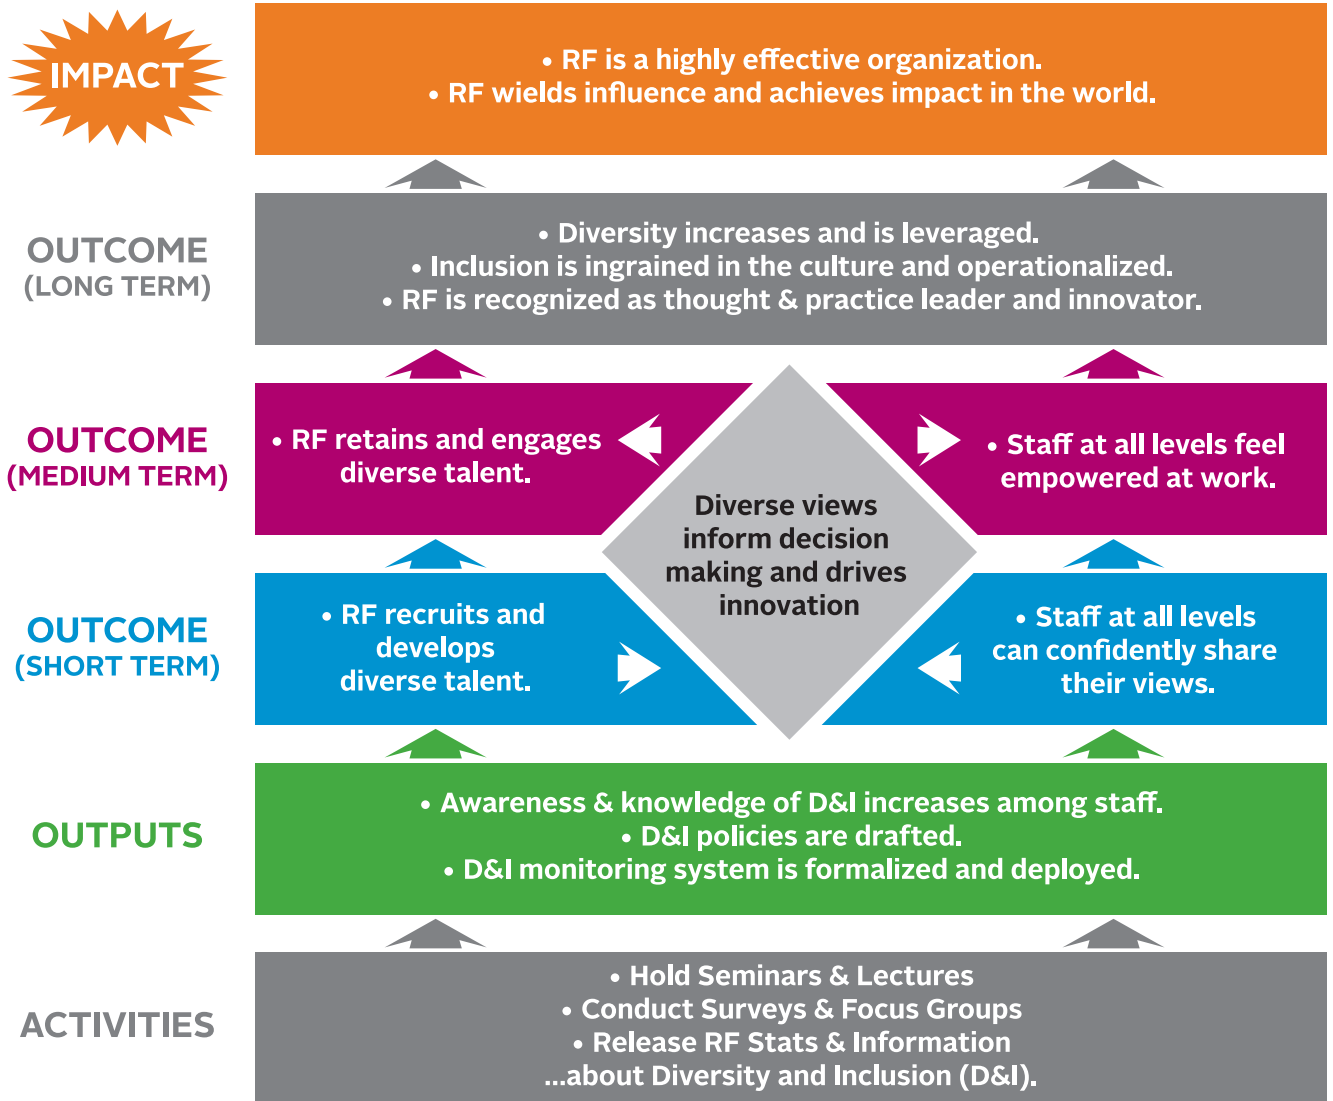 IMPACT
• RF is a highly effective organization.
• RF wields influence and achieves impact in the world.
OUTCOME
(LONG TERM)
• Diversity increases and is leveraged.
• Inclusion is ingrained in the culture and operationalized.
• RF is recognized as thought & practice leader and innovator.
OUTCOME
(MEDIUM TERM)
• RF retains and engages
diverse talent.
• Staff at all levels feel
empowered at work.
Diverse views
inform decision
making and drives
innovation
OUTCOME
(SHORT TERM)
• RF recruits and
develops
diverse talent.
• Staff at all levels
can confidently share
their views.
OUTPUTS
• Awareness & knowledge of D&I increases among staff.
• D&I policies are drafted.
• D&I monitoring system is formalized and deployed.
ACTIVITIES
• Hold Seminars & Lectures
• Conduct Surveys & Focus Groups
• Release RF Stats & Information
...about Diversity and Inclusion (D&I).